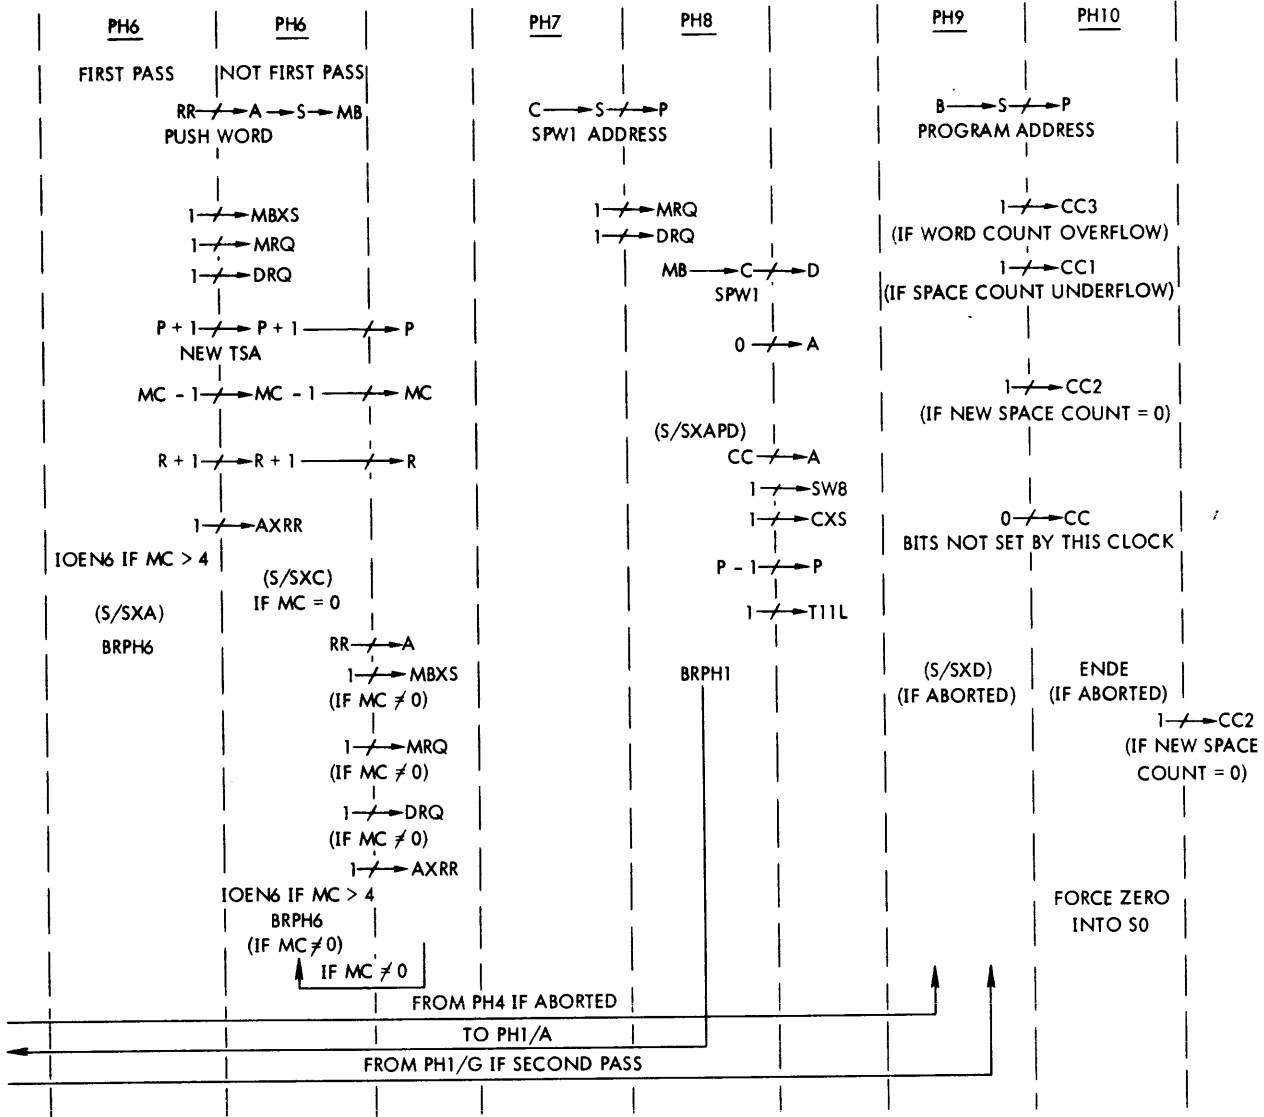 PH6
PH6
PH7
PH8
PH9
PH10
FIRST PASS
NOT FIRST PASS
RR A S MB
PUSH WORD
C S P
SPW1 ADDRESS
B S P
PROGRAM ADDRESS
1 MBXS
1 MRQ
1 DRQ
1 MRQ
1 DRQ
MB C D
SPW1
1 CC3
(IF WORD COUNT OVERFLOW)
1 CC1
(IF SPACE COUNT UNDERFLOW)
P + 1 P + 1 P
NEW TSA
0 A
MC - 1 MC - 1 MC
1 CC2
(IF NEW SPACE COUNT = 0)
R + 1 R + 1 R
(S/SXAPD)
CC A
1 SW8
1 CXS
P - 1 P
1 T11L
1 AXRR
0 CC
BITS NOT SET BY THIS CLOCK
IOEN6 IF MC > 4
(S/SXA)
BRPH6
(S/SXC)
IF MC = 0
RR A
1 MBXS
(IF MC ≠ 0)
1 MRQ
(IF MC ≠ 0)
1 DRQ
(IF MC ≠ 0)
1 AXRR
IOEN6 IF MC > 4
BRPH6
(IF MC ≠ 0)
IF MC ≠ 0
BRPH1
(S/SXD)
(IF ABORTED)
ENDE
(IF ABORTED)
1 CC2
(IF NEW SPACE
COUNT = 0)
FORCE ZERO
INTO S0
FROM PH4 IF ABORTED
TO PH1/A
FROM PH1/G IF SECOND PASS